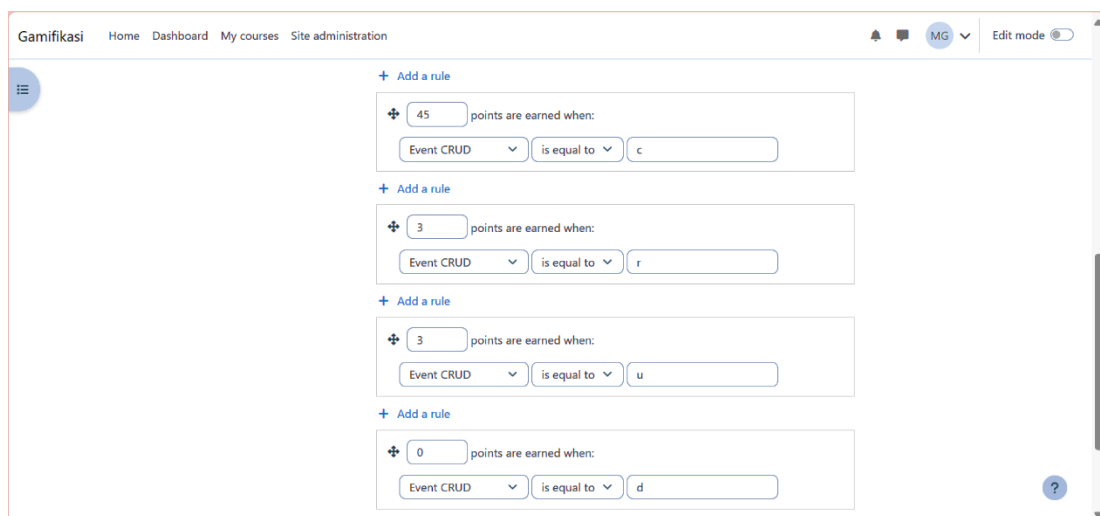 Gamifikasi Home Dashboard My courses Site administration MG Edit mode
+ Add a rule
45 points are earned when:
Event CRUD is equal to c
+ Add a rule
3 points are earned when:
Event CRUD is equal to r
+ Add a rule
3 points are earned when:
Event CRUD is equal to u
+ Add a rule
0 points are earned when:
Event CRUD is equal to d
?